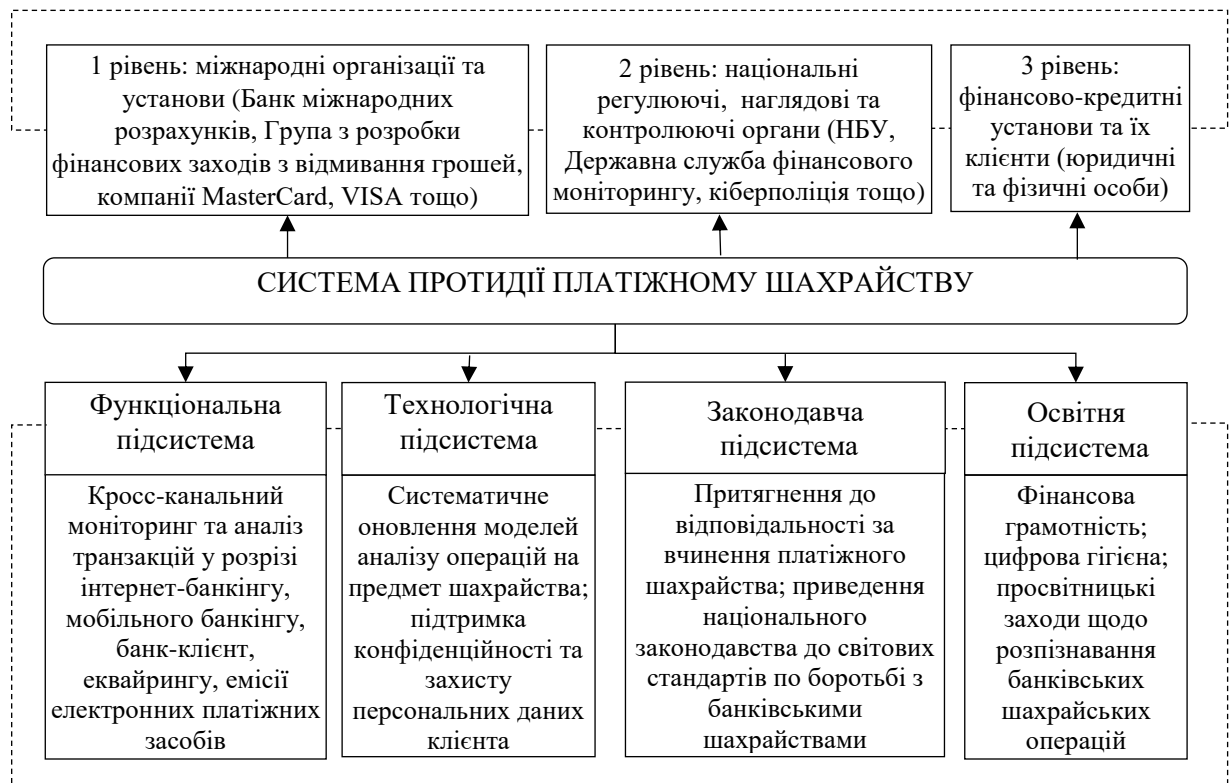 1 рівень: міжнародні організації та
установи (Банк міжнародних
розрахунків, Група з розробки
фінансових заходів з відмивання грошей,
компанії MasterCard, VISA тощо)
2 рівень: національні
регулюючі, наглядові та
контролюючі органи (НБУ,
Державна служба фінансового
моніторингу, кіберполіція тощо)
3 рівень:
фінансово-кредитні
установи та їх
клієнти (юридичні
та фізичні особи)
СИСТЕМА ПРОТИДІЇ ПЛАТІЖНОМУ ШАХРАЙСТВУ
Функціональна
підсистема
Кросс-канальний
моніторинг та аналіз
транзакцій у розрізі
інтернет-банкінгу,
мобільного банкінгу,
банк-клієнт,
еквайрингу, емісії
електронних платіжних
засобів
Технологічна
підсистема
Систематичне
оновлення моделей
аналізу операцій на
предмет шахрайства;
підтримка
конфіденційності та
захисту
персональних даних
клієнта
Законодавча
підсистема
Притягнення до
відповідальності за
вчинення платіжного
шахрайства; приведення
національного
законодавства до світових
стандартів по боротьбі з
банківськими
шахрайствами
Освітня
підсистема
Фінансова
грамотність;
цифрова гігієна;
просвітницькі
заходи щодо
розпізнавання
банківських
шахрайських
операцій